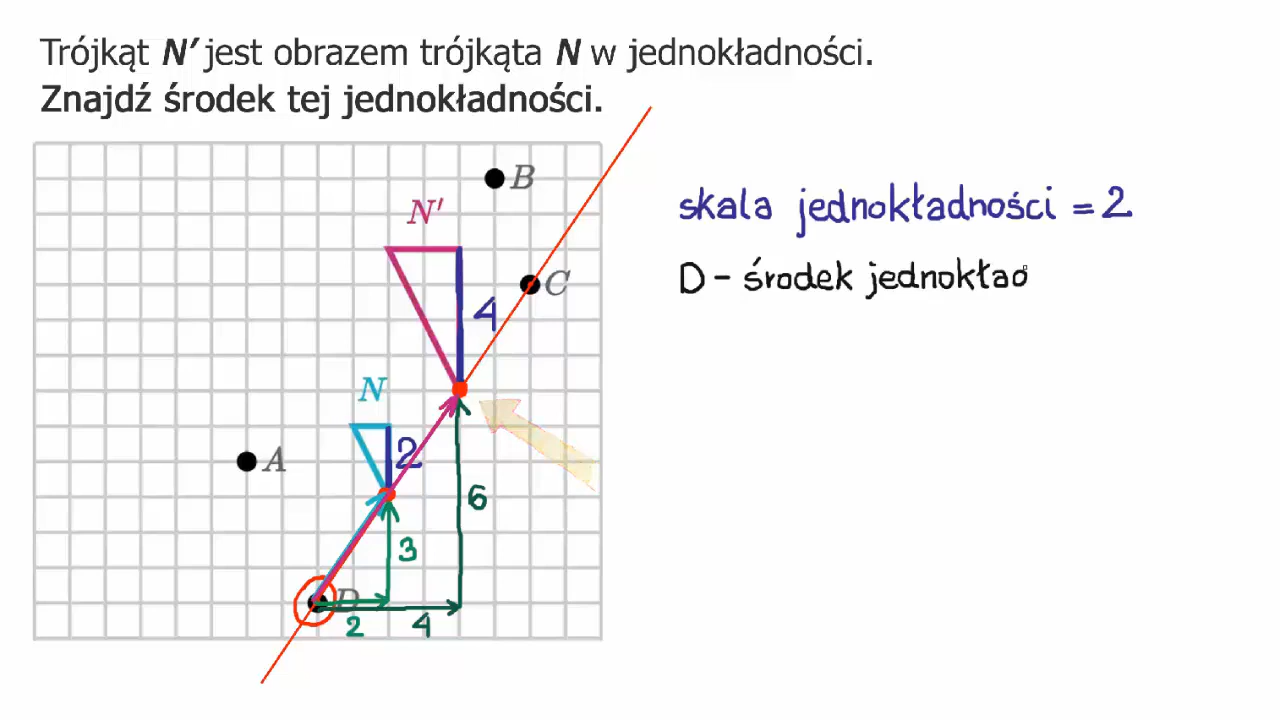 Trójkąt N′ jest obrazem trójkąta N w jednokładności.
Znajdź środek tej jednokładności.
B
N′
skala jednokładności = 2
D – środek jednokład
C
4
N
2
A
6
3
D
2
4